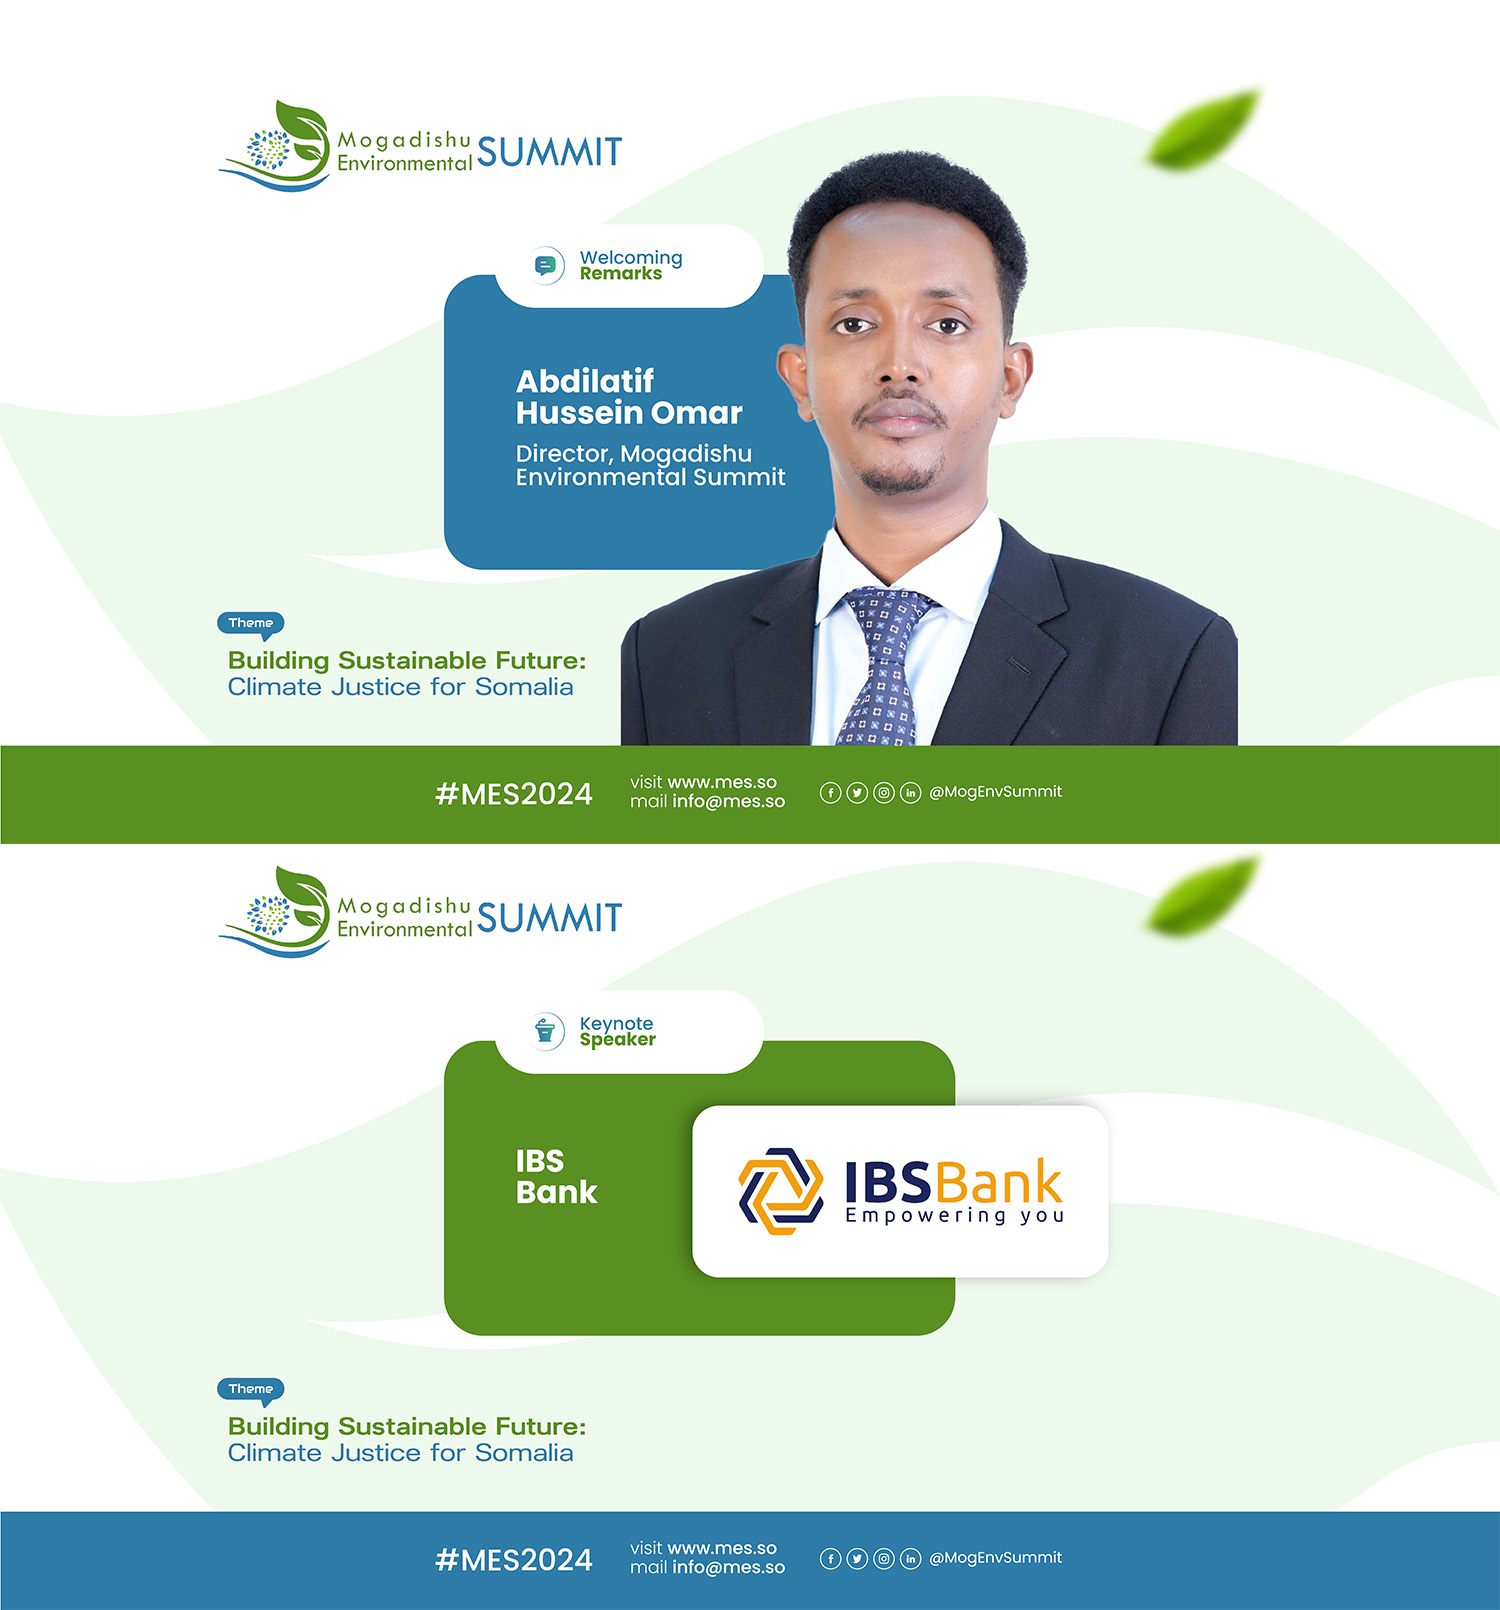 Mogadishu
Environmental SUMMIT
Welcoming
Remarks
Abdilatif
Hussein Omar
Director, Mogadishu
Environmental Summit
Theme
Building Sustainable Future:
Climate Justice for Somalia
#MES2024
visit www.mes.so
mail info@mes.so
@MogEnvSummit
Mogadishu
Environmental SUMMIT
Keynote
Speaker
IBS
Bank
IBSBank
Empowering you
Theme
Building Sustainable Future:
Climate Justice for Somalia
#MES2024
visit www.mes.so
mail info@mes.so
@MogEnvSummit